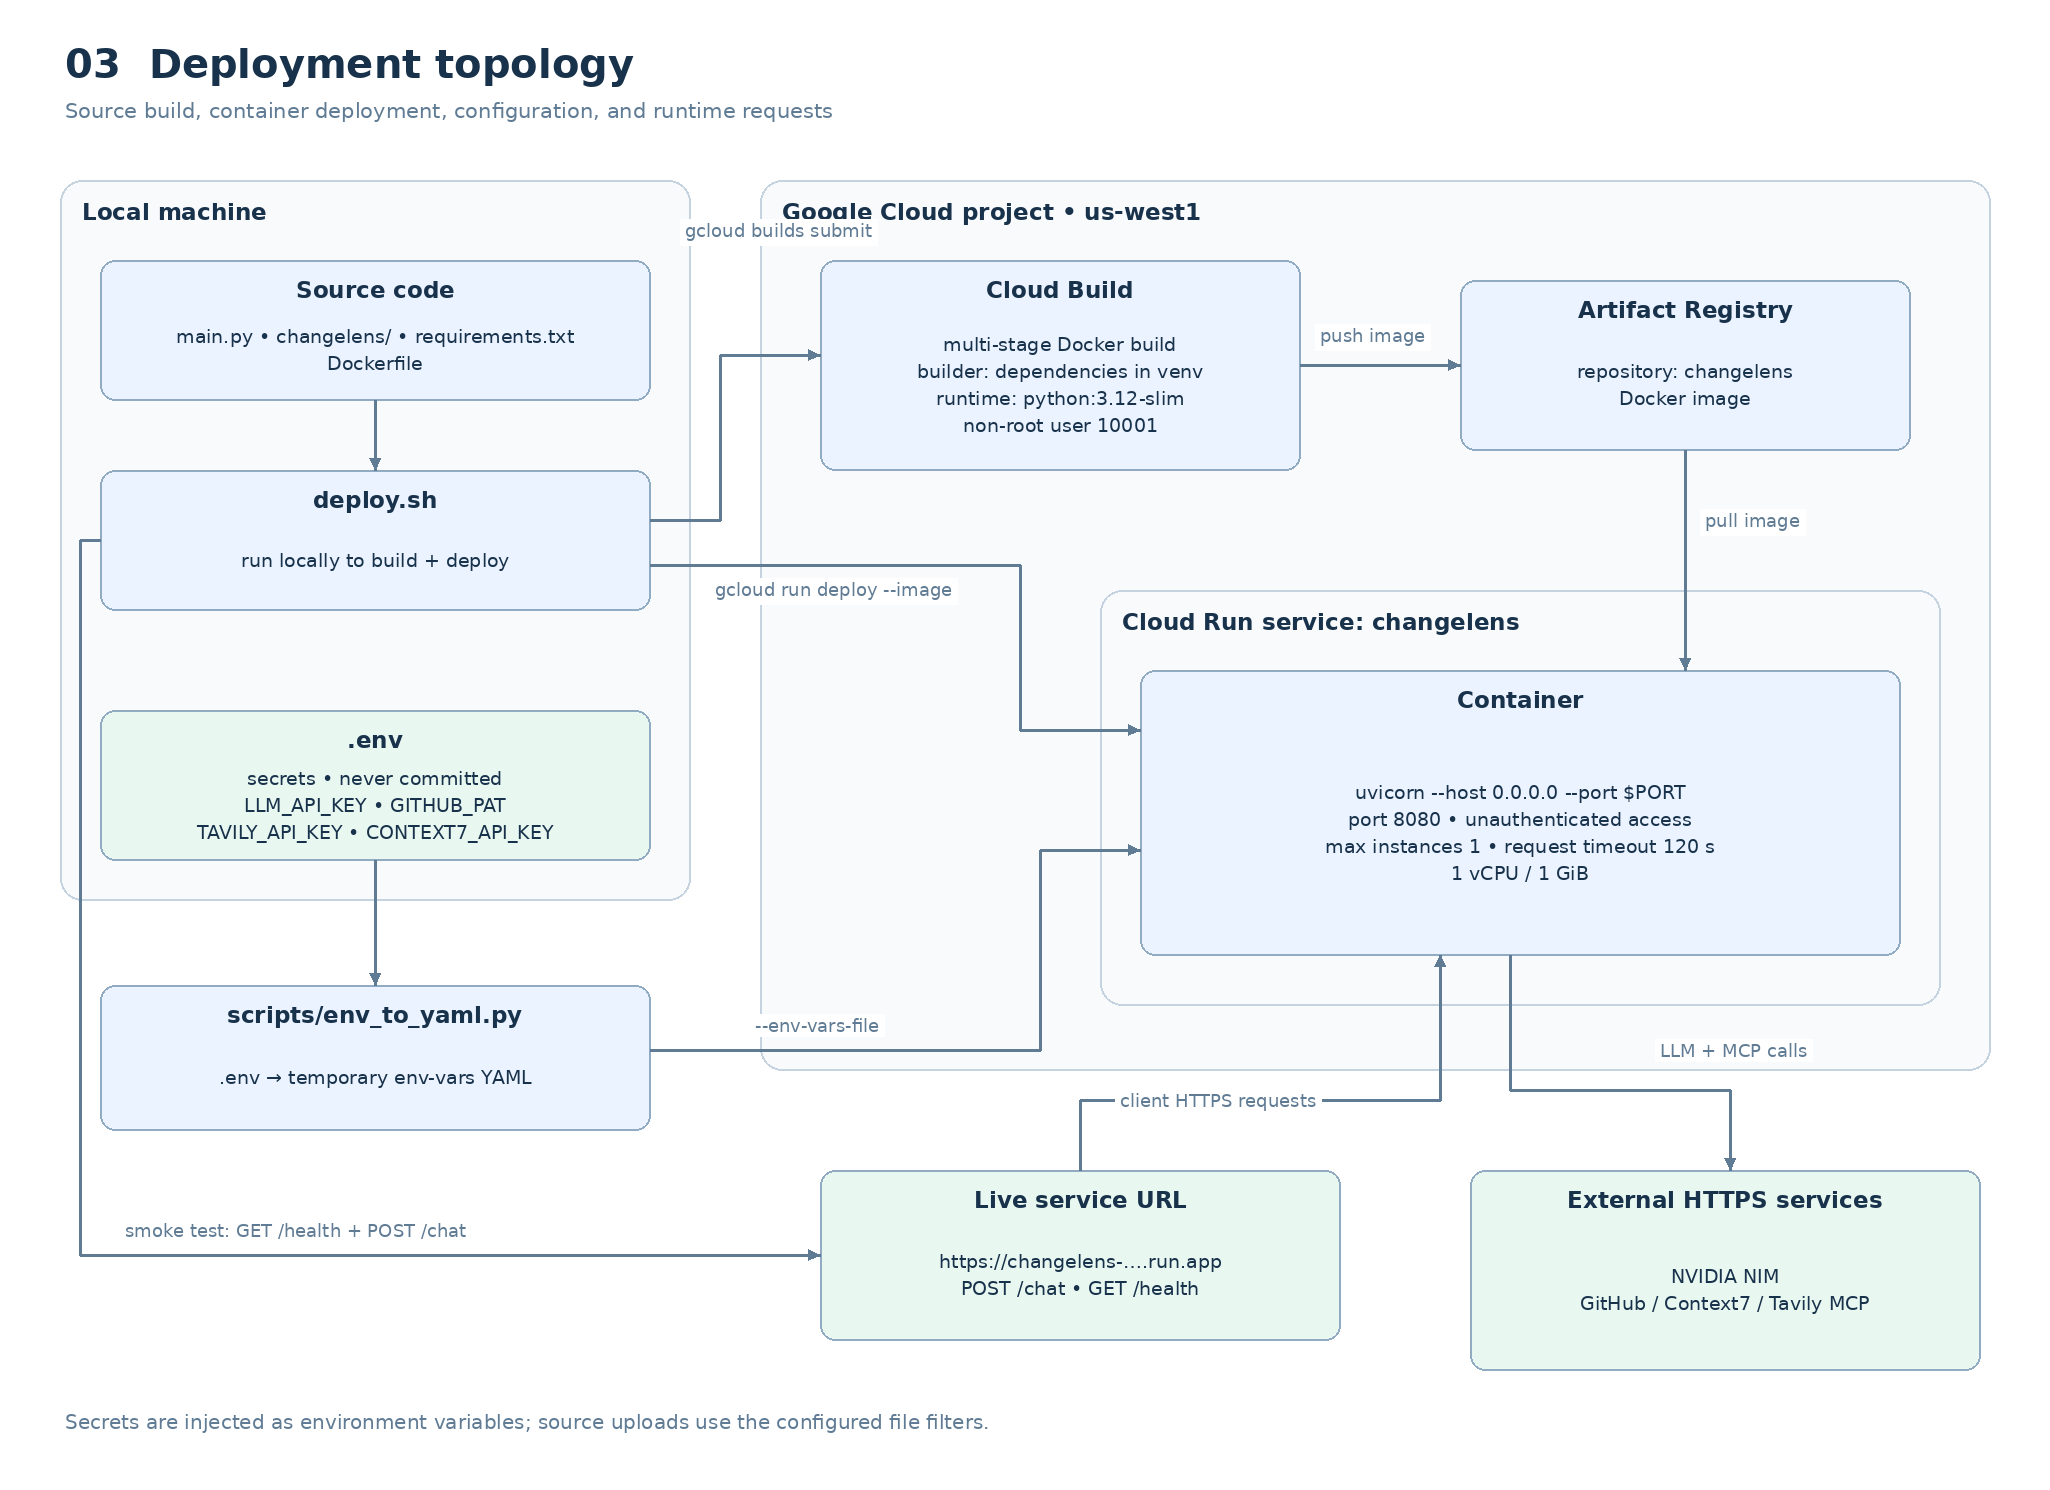 03 Deployment topology
Source build, container deployment, configuration, and runtime requests
Local machine
Source code
main.py • changelens/ • requirements.txt
Dockerfile
deploy.sh
run locally to build + deploy
.env
secrets • never committed
LLM_API_KEY • GITHUB_PAT
TAVILY_API_KEY • CONTEXT7_API_KEY
scripts/env_to_yaml.py
.env → temporary env-vars YAML
gcloud builds submit
gcloud run deploy --image
--env-vars-file
smoke test: GET /health + POST /chat
Google Cloud project • us-west1
Cloud Build
multi-stage Docker build
builder: dependencies in venv
runtime: python:3.12-slim
non-root user 10001
push image
Artifact Registry
repository: changelens
Docker image
pull image
Cloud Run service: changelens
Container
uvicorn --host 0.0.0.0 --port $PORT
port 8080 • unauthenticated access
max instances 1 • request timeout 120 s
1 vCPU / 1 GiB
LLM + MCP calls
client HTTPS requests
Live service URL
https://changelens-....run.app
POST /chat • GET /health
External HTTPS services
NVIDIA NIM
GitHub / Context7 / Tavily MCP
Secrets are injected as environment variables; source uploads use the configured file filters.